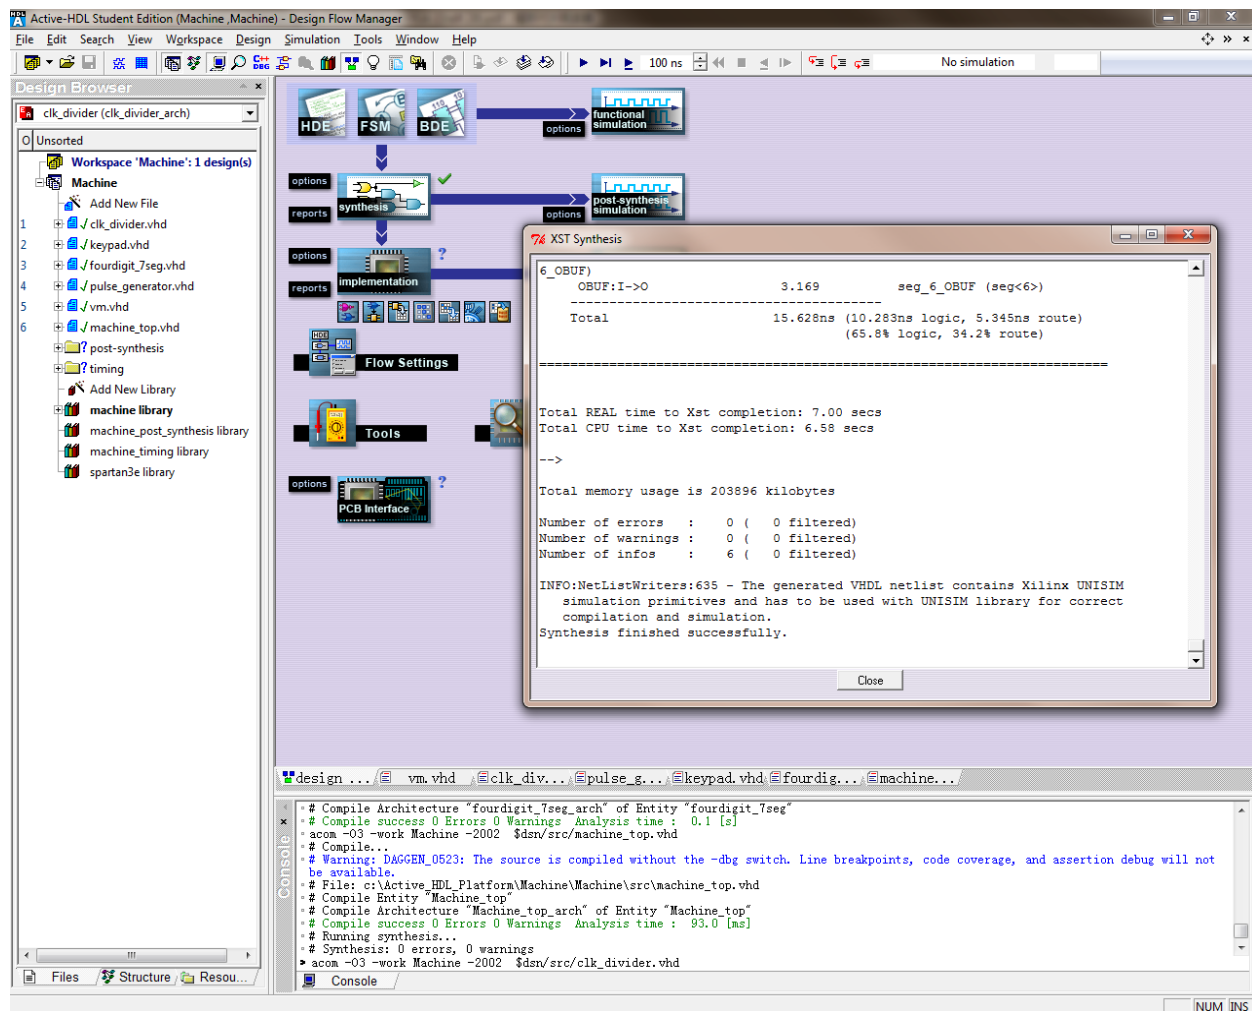 Active-HDL Student Edition (Machine ,Machine) - Design Flow Manager
File Edit Search View Workspace Design Simulation Tools Window Help
100 ns
No simulation
Design Browser
clk_divider (clk_divider_arch)
O Unsorted
Workspace 'Machine': 1 design(s)
Machine
Add New File
1 clk_divider.vhd
2 keypad.vhd
3 fourdigit_7seg.vhd
4 pulse_generator.vhd
5 vm.vhd
6 machine_top.vhd
post-synthesis
timing
Add New Library
machine library
machine_post_synthesis library
machine_timing library
spartan3e library
Files Structure Resou...
HDE FSM BDE
options
functional simulation
options
synthesis
reports
options
post-synthesis simulation
options
implementation
reports
Flow Settings
Tools
options
PCB Interface
XST Synthesis
6_OBUF)
OBUF:I->O 3.169 seg_6_OBUF (seg<6>)
----------------------------------------
Total 15.628ns (10.283ns logic, 5.345ns route)
(65.8% logic, 34.2% route)
=========================================================================
Total REAL time to Xst completion: 7.00 secs
Total CPU time to Xst completion: 6.58 secs
-->
Total memory usage is 203896 kilobytes
Number of errors : 0 ( 0 filtered)
Number of warnings : 0 ( 0 filtered)
Number of infos : 6 ( 0 filtered)
INFO:NetListWriters:635 - The generated VHDL netlist contains Xilinx UNISIM
simulation primitives and has to be used with UNISIM library for correct
compilation and simulation.
Synthesis finished successfully.
Close
design ... vm.vhd clk_div... pulse_g... keypad.vhd fourdig... machine...
Console
# Compile Architecture "fourdigit_7seg_arch" of Entity "fourdigit_7seg"
# Compile success 0 Errors 0 Warnings Analysis time : 0.1 [s]
acom -O3 -work Machine -2002 $dsn/src/machine_top.vhd
# Compile...
# Warning: DAGGEN_0523: The source is compiled without the -dbg switch. Line breakpoints, code coverage, and assertion debug will not
be available.
# File: c:\Active_HDL_Platform\Machine\Machine\src\machine_top.vhd
# Compile Entity "Machine_top"
# Compile Architecture "Machine_top_arch" of Entity "Machine_top"
# Compile success 0 Errors 0 Warnings Analysis time : 93.0 [ms]
# Running synthesis...
# Synthesis: 0 errors, 0 warnings
acom -O3 -work Machine -2002 $dsn/src/clk_divider.vhd
Console
NUM INS